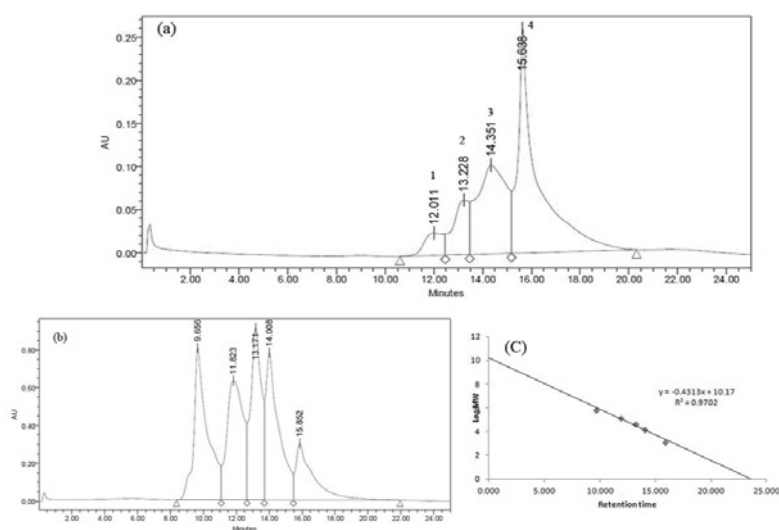 (a)
4
15.638
3
14.351
2
13.228
1
12.011
0.25
0.20
0.15
0.10
0.05
0.00
AU
2.00 4.00 6.00 8.00 10.00 12.00 14.00 16.00 18.00 20.00 22.00 24.00
Minutes
(b)
9.656
11.823
13.171
14.008
15.852
0.80
0.60
0.40
0.20
0.00
AU
2.00 4.00 6.00 8.00 10.00 12.00 14.00 16.00 18.00 20.00 22.00 24.00
Minutes
(C)
12
10
8
6
4
2
0
LogMW
y = -0.4313x + 10.17
R² = 0.9702
0.000 5.000 10.000 15.000 20.000 25.000
Retention time